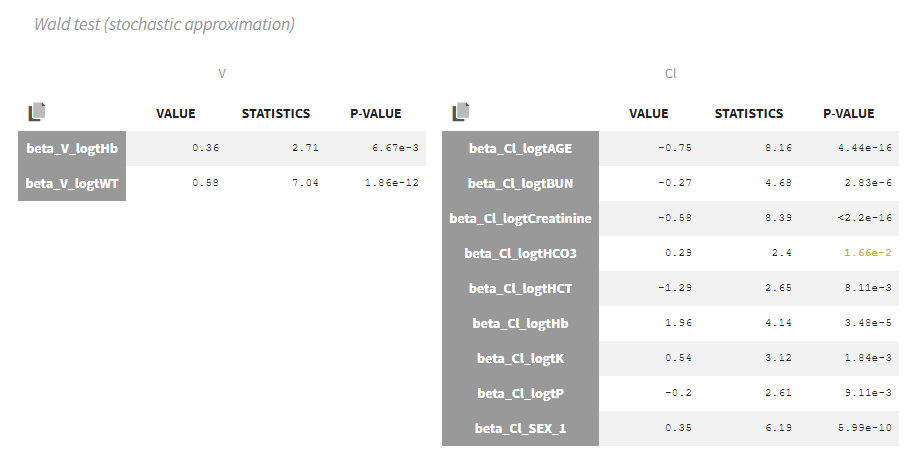 Wald test (stochastic approximation)
V
VALUE STATISTICS P-VALUE
beta_V_logtHb 0.36 2.71 6.67e-3
beta_V_logtWT 0.58 7.04 1.86e-12
Cl
VALUE STATISTICS P-VALUE
beta_Cl_logtAGE -0.75 8.16 4.44e-16
beta_Cl_logtBUN -0.27 4.68 2.83e-6
beta_Cl_logtCreatinine -0.58 8.39 <2.2e-16
beta_Cl_logtHCO3 0.29 2.4 1.66e-2
beta_Cl_logtHCT -1.29 2.65 8.11e-3
beta_Cl_logtHb 1.96 4.14 3.48e-5
beta_Cl_logtK 0.54 3.12 1.84e-3
beta_Cl_logtP -0.2 2.61 9.11e-3
beta_Cl_SEX_1 0.35 6.19 5.99e-10